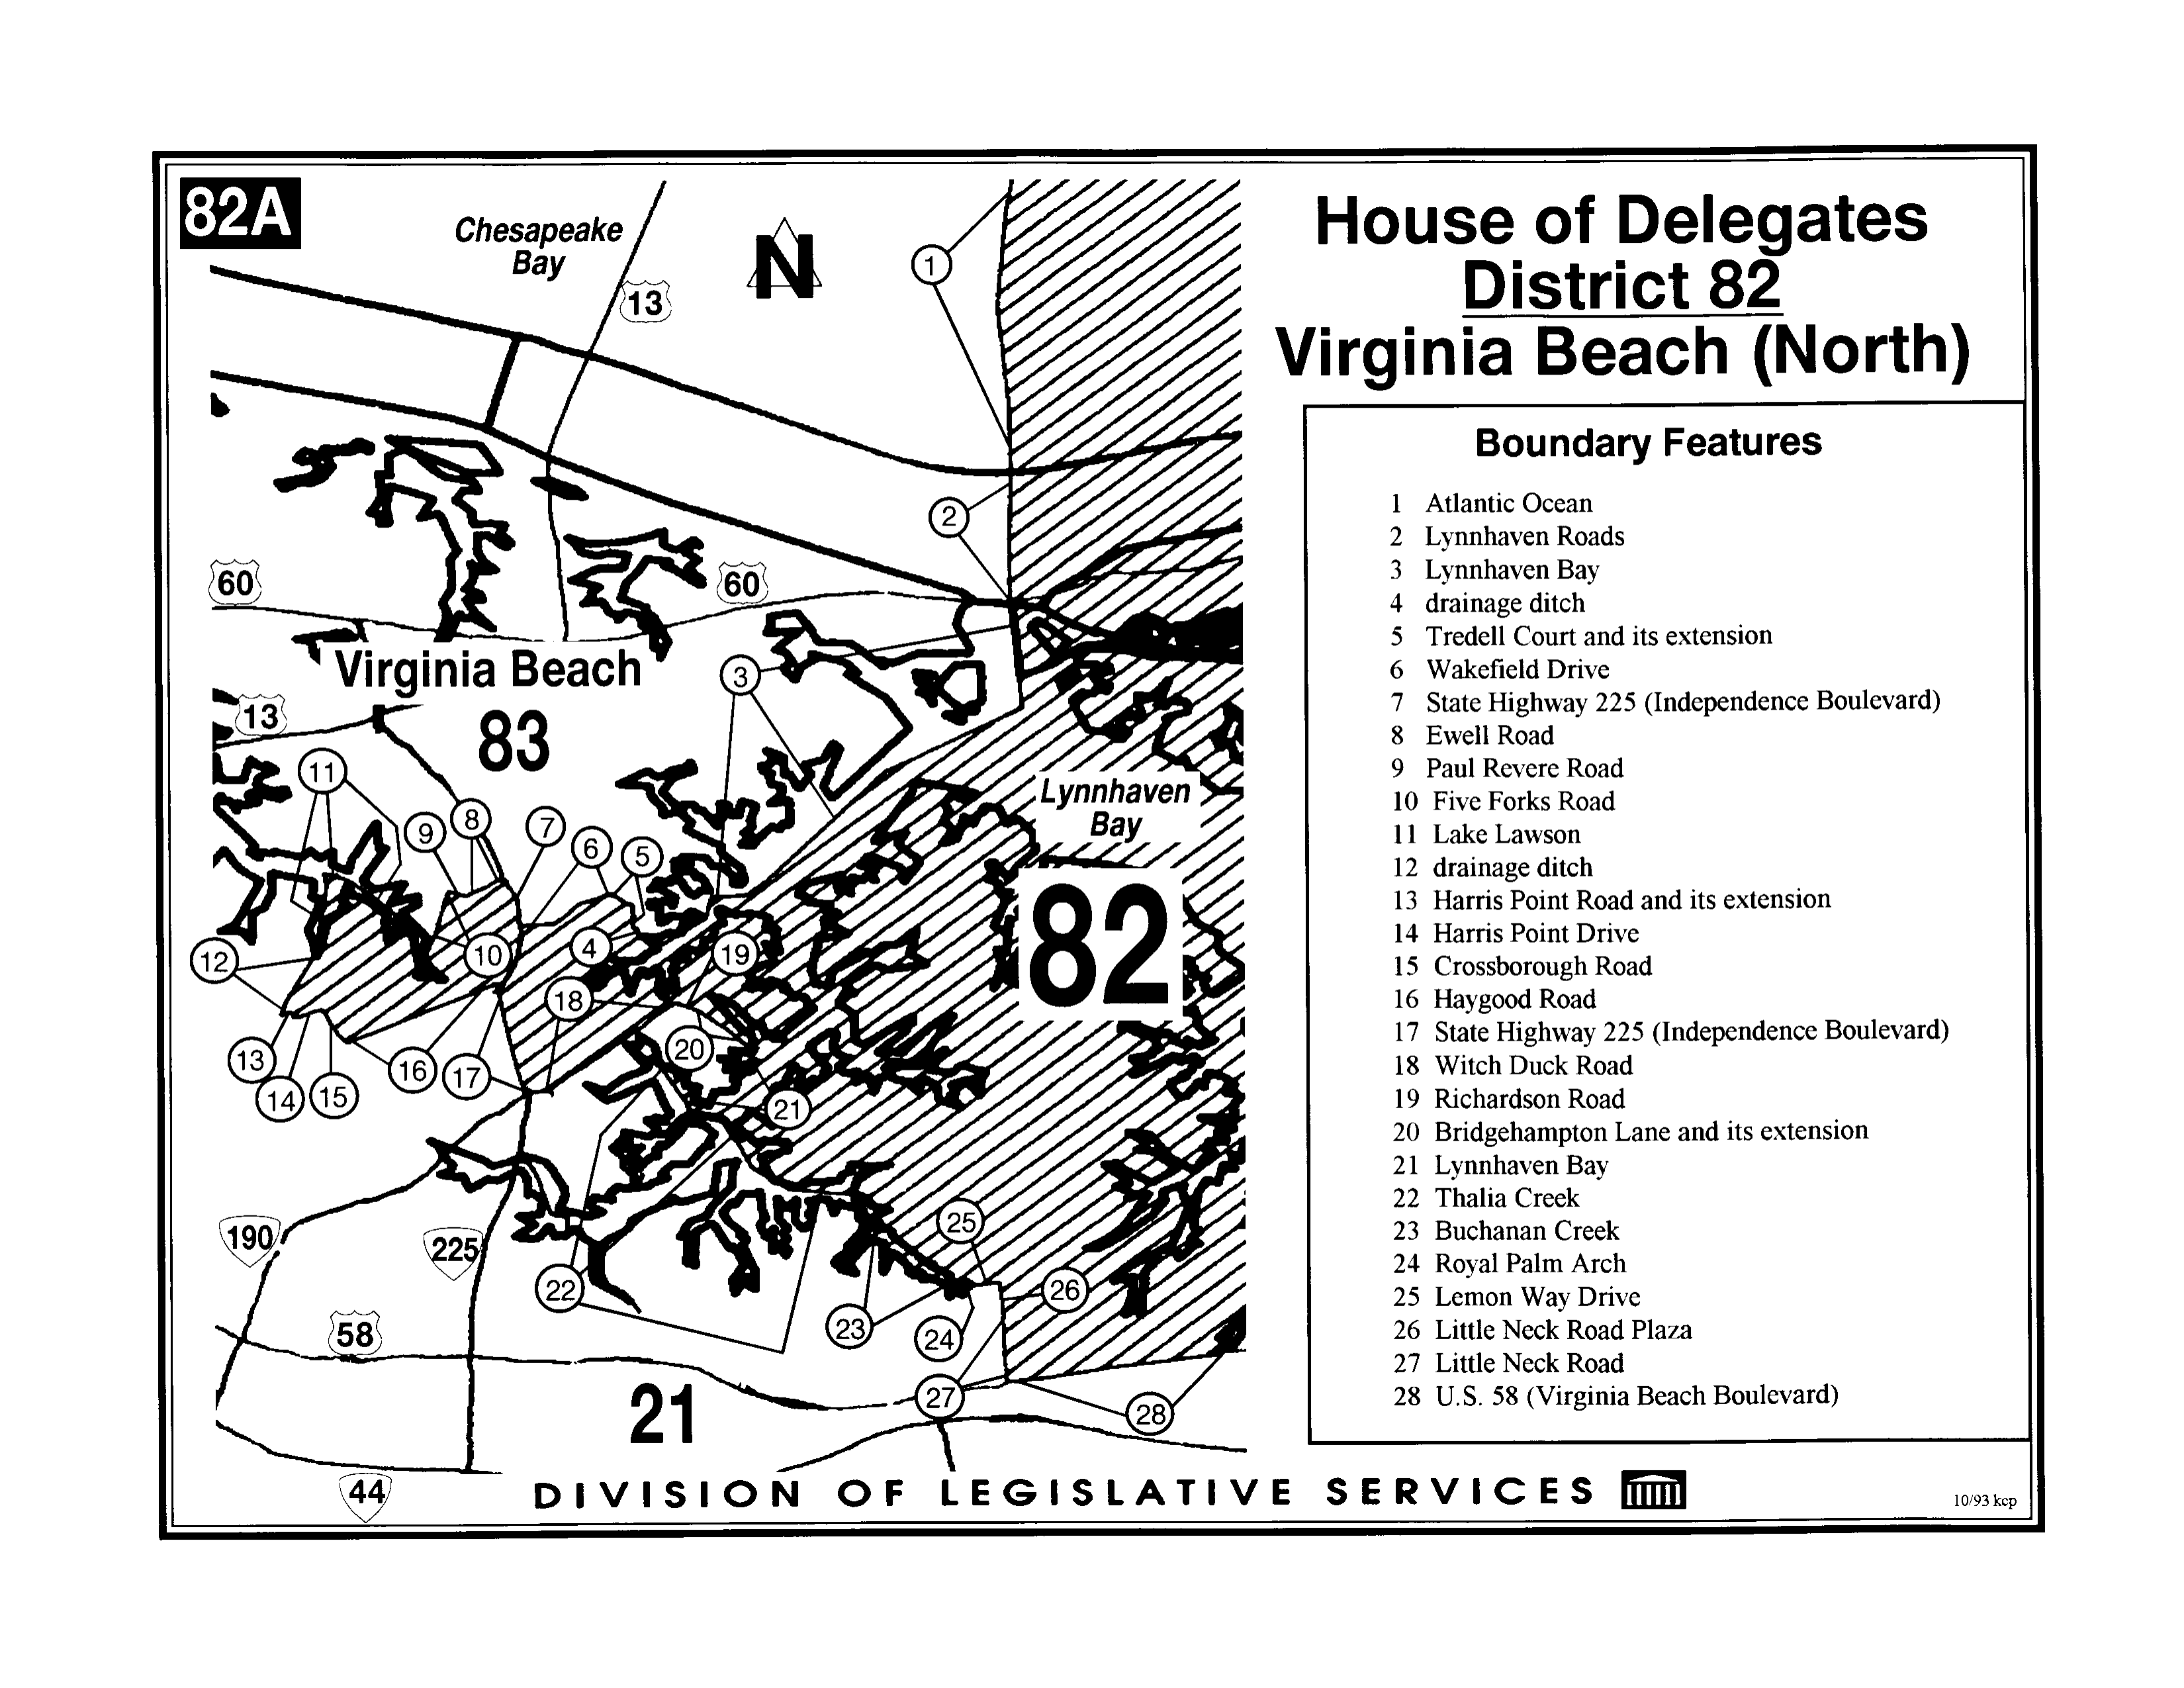 82A
Chesapeake
Bay
N
13
1
2
60
60
Virginia Beach
3
13
83
11
Lynnhaven
Bay
8
9
7
6
5
82
4
19
10
12
18
20
13
16
17
14
15
21
25
190
225
22
26
58
23
24
27
28
21
44
House of Delegates
District 82
Virginia Beach (North)
Boundary Features
1 Atlantic Ocean
2 Lynnhaven Roads
3 Lynnhaven Bay
4 drainage ditch
5 Tredell Court and its extension
6 Wakefield Drive
7 State Highway 225 (Independence Boulevard)
8 Ewell Road
9 Paul Revere Road
10 Five Forks Road
11 Lake Lawson
12 drainage ditch
13 Harris Point Road and its extension
14 Harris Point Drive
15 Crossborough Road
16 Haygood Road
17 State Highway 225 (Independence Boulevard)
18 Witch Duck Road
19 Richardson Road
20 Bridgehampton Lane and its extension
21 Lynnhaven Bay
22 Thalia Creek
23 Buchanan Creek
24 Royal Palm Arch
25 Lemon Way Drive
26 Little Neck Road Plaza
27 Little Neck Road
28 U.S. 58 (Virginia Beach Boulevard)
DIVISION OF LEGISLATIVE SERVICES
10/93 kcp